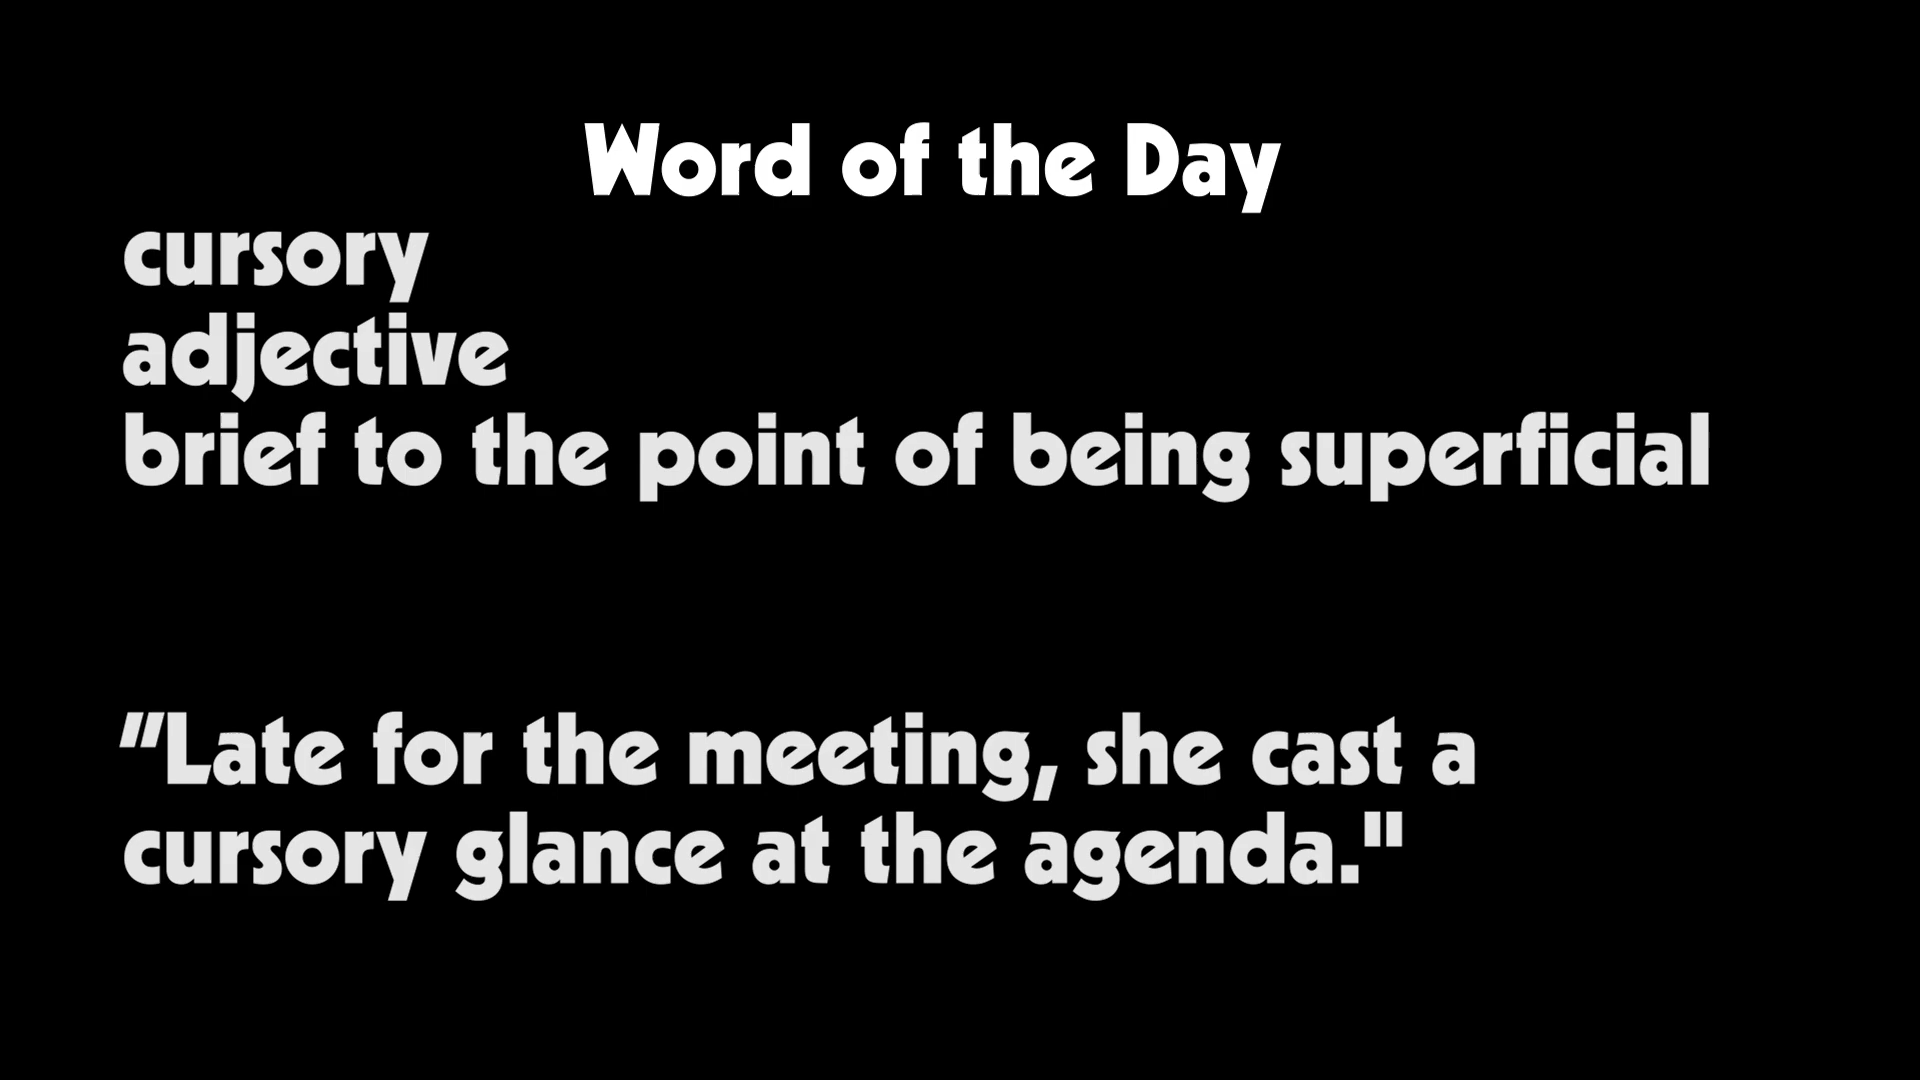 Word of the Day
cursory
adjective
brief to the point of being superficial
"Late for the meeting, she cast a
cursory glance at the agenda."